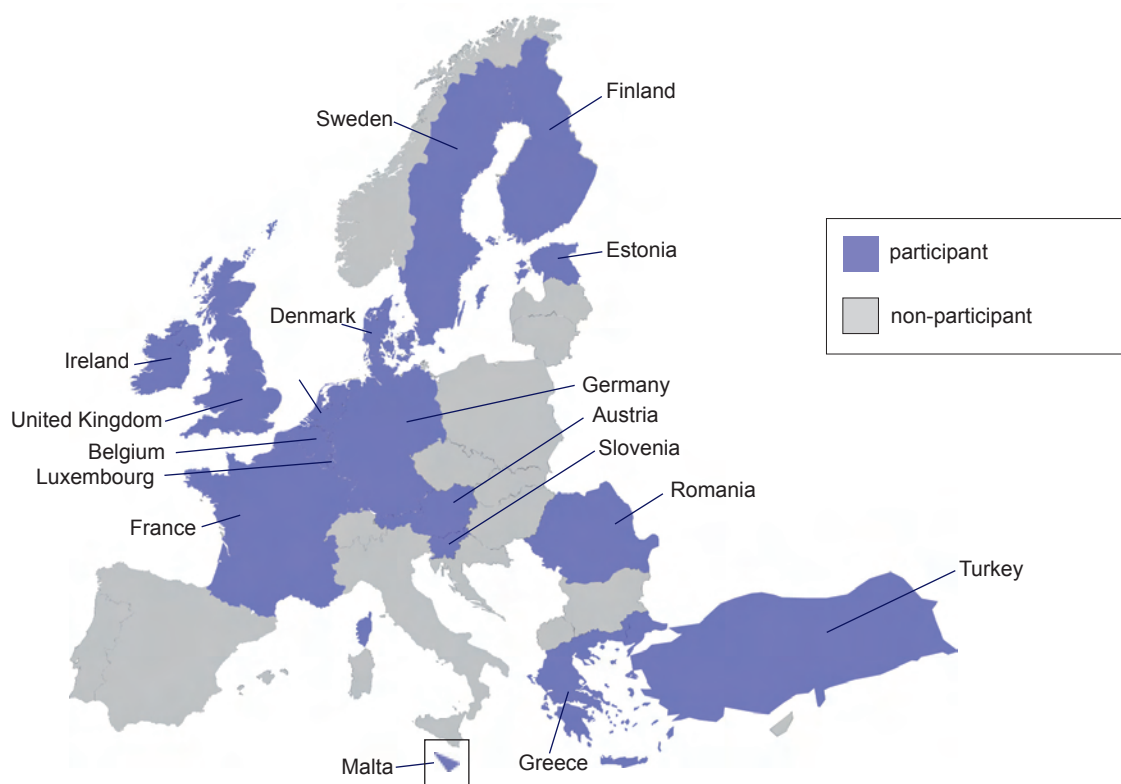 Finland
Sweden
Estonia
participant
non-participant
Denmark
Ireland
Germany
United Kingdom
Austria
Belgium
Slovenia
Luxembourg
Romania
France
Turkey
Malta
Greece